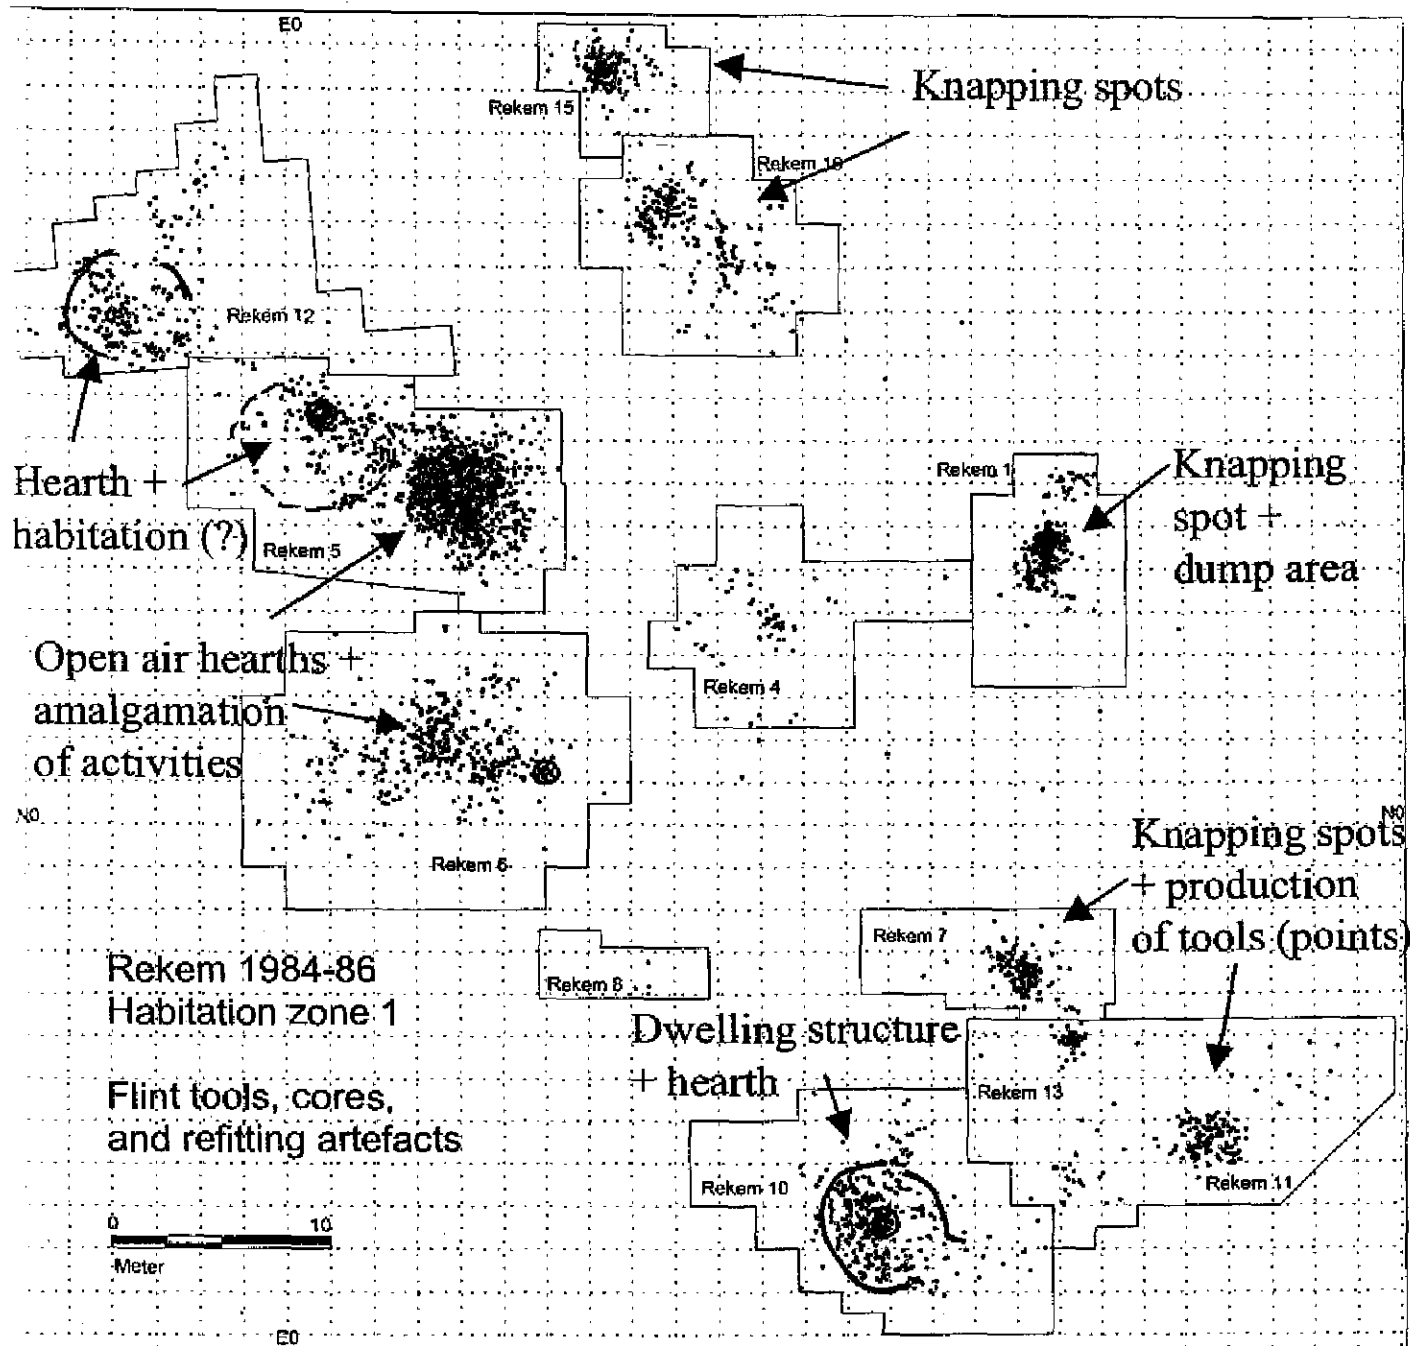 E0
Rekem 15
Knapping spots
Rekem 16
Rekem 12
Hearth +
habitation (?)
Rekem 5
Rekem 1
Knapping
spot +
dump area
Open air hearths +
amalgamation
of activities
Rekem 4
N0
N0
Rekem 6
Knapping spots
+ production
of tools (points)
Rekem 7
Rekem 1984-86
Habitation zone 1
Rekem 8
Dwelling structure
+ hearth
Flint tools, cores,
and refitting artefacts
Rekem 13
Rekem 10
Rekem 11
0 10
Meter
E0